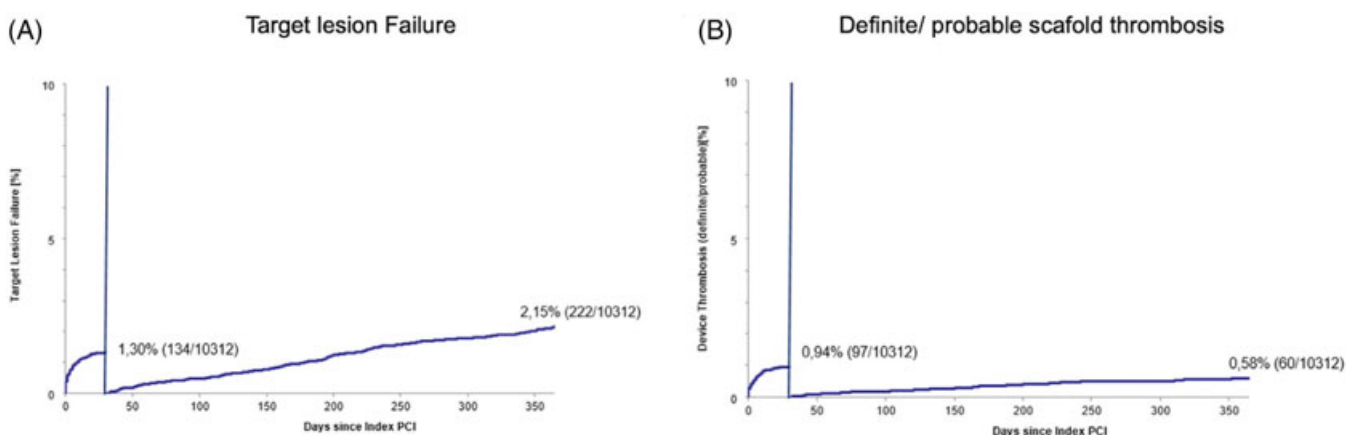 (A)
Target lesion Failure
10
5
0
Target Lesion Failure [%]
1,30% (134/10312)
2,15% (222/10312)
0 50 100 150 200 250 300 350
Days since Index PCI
(B)
Definite/ probable scafold thrombosis
10
5
0
Device Thrombosis (definite/probable)[%]
0,94% (97/10312)
0,58% (60/10312)
0 50 100 150 200 250 300 350
Days since Index PCI